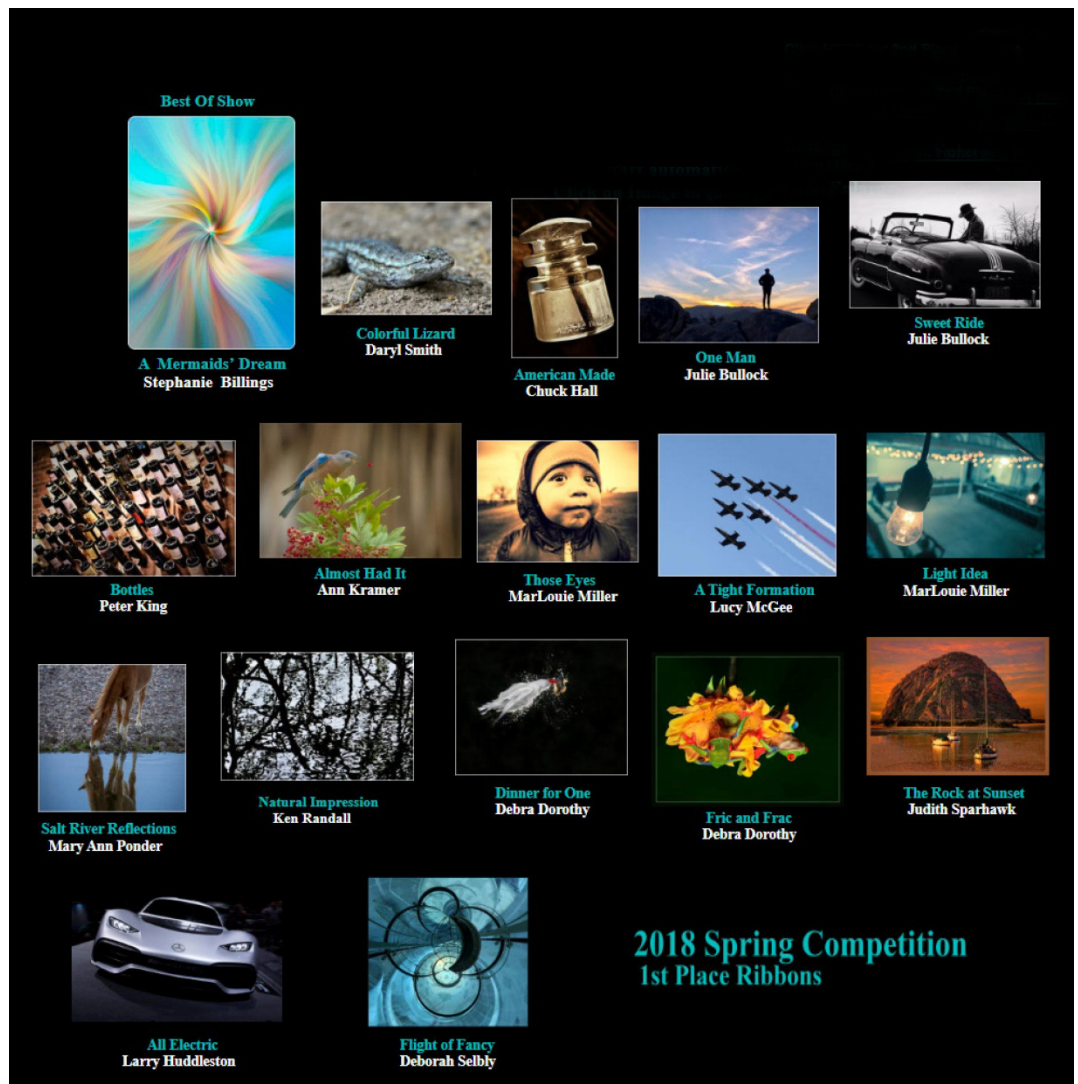 Best Of Show
A Mermaids’ Dream
Stephanie Billings
Colorful Lizard
Daryl Smith
American Made
Chuck Hall
One Man
Julie Bullock
Sweet Ride
Julie Bullock
Bottles
Peter King
Almost Had It
Ann Kramer
Those Eyes
MarLouie Miller
A Tight Formation
Lucy McGee
Light Idea
MarLouie Miller
Salt River Reflections
Mary Ann Ponder
Natural Impression
Ken Randall
Dinner for One
Debra Dorothy
Fric and Frac
Debra Dorothy
The Rock at Sunset
Judith Sparhawk
All Electric
Larry Huddleston
Flight of Fancy
Deborah Selbly
2018 Spring Competition
1st Place Ribbons